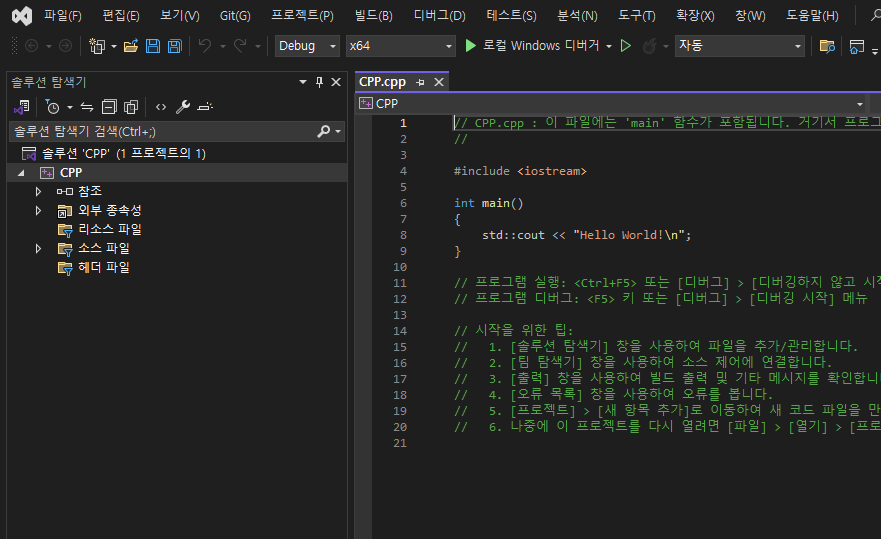 파일(F) 편집(E) 보기(V) Git(G) 프로젝트(P) 빌드(B) 디버그(D) 테스트(S) 분석(N) 도구(T) 확장(X) 창(W) 도움말(H)
Debug x64 로컬 Windows 디버거 자동
솔루션 탐색기
솔루션 탐색기 검색(Ctrl+;)
솔루션 'CPP' (1 프로젝트의 1)
CPP
참조
외부 종속성
리소스 파일
소스 파일
헤더 파일
CPP.cpp
CPP
1 // CPP.cpp : 이 파일에는 'main' 함수가 포함됩니다. 거기서 프로그
2 //
3
4 #include <iostream>
5
6 int main()
7 {
8 std::cout << "Hello World!\n";
9 }
10
11 // 프로그램 실행: <Ctrl+F5> 또는 [디버그] > [디버깅하지 않고 시작
12 // 프로그램 디버그: <F5> 키 또는 [디버그] > [디버깅 시작] 메뉴
13
14 // 시작을 위한 팁:
15 // 1. [솔루션 탐색기] 창을 사용하여 파일을 추가/관리합니다.
16 // 2. [팀 탐색기] 창을 사용하여 소스 제어에 연결합니다.
17 // 3. [출력] 창을 사용하여 빌드 출력 및 기타 메시지를 확인합니
18 // 4. [오류 목록] 창을 사용하여 오류를 봅니다.
19 // 5. [프로젝트] > [새 항목 추가]로 이동하여 새 코드 파일을 만
20 // 6. 나중에 이 프로젝트를 다시 열려면 [파일] > [열기] > [프로
21